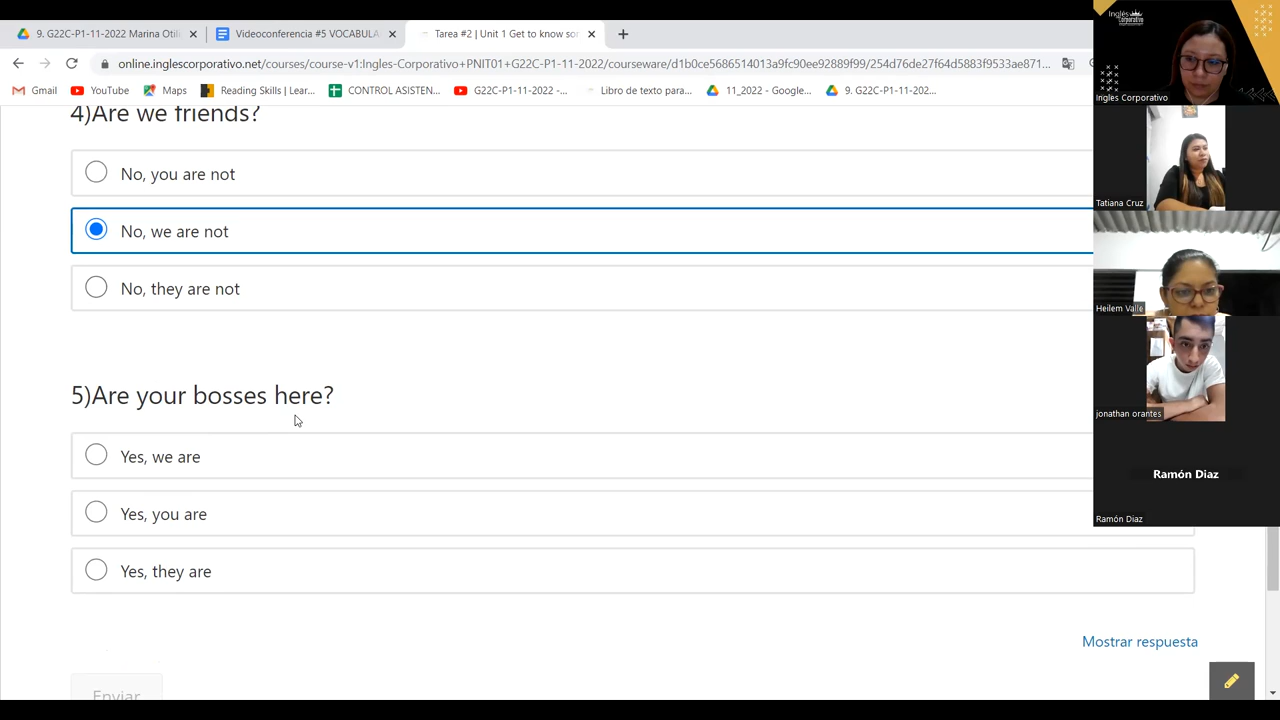 9. G22C-P1-11-2022 Marina Otili
Videoconferencia #5 VOCABULA
Tarea #2 | Unit 1 Get to know sor
online.inglescorporativo.net/courses/course-v1:Ingles-Corporativo+PNIT01+G22C-P1-11-2022/courseware/d1b0ce5686514013a9fc90ee92889f99/254d76de27f64d5883f9533ae871...
Gmail
YouTube
Maps
Reading Skills | Lear...
CONTROL ASISTEN...
G22C-P1-11-2022 -...
Libro de texto para...
11_2022 - Google...
9. G22C-P1-11-202...
4)Are we friends?
No, you are not
No, we are not
No, they are not
5)Are your bosses here?
Yes, we are
Yes, you are
Yes, they are
Mostrar respuesta
Enviar
Inglés
Corporativo
Ingles Corporativo
Tatiana Cruz
Heilem Valle
jonathan orantes
Ramón Diaz
Ramón Diaz